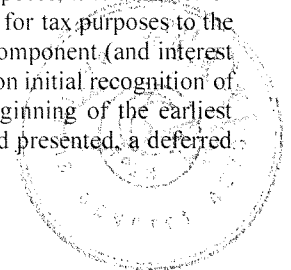 for tax purposes to the
component (and interest
on initial recognition of
beginning of the earliest
presented, a deferred